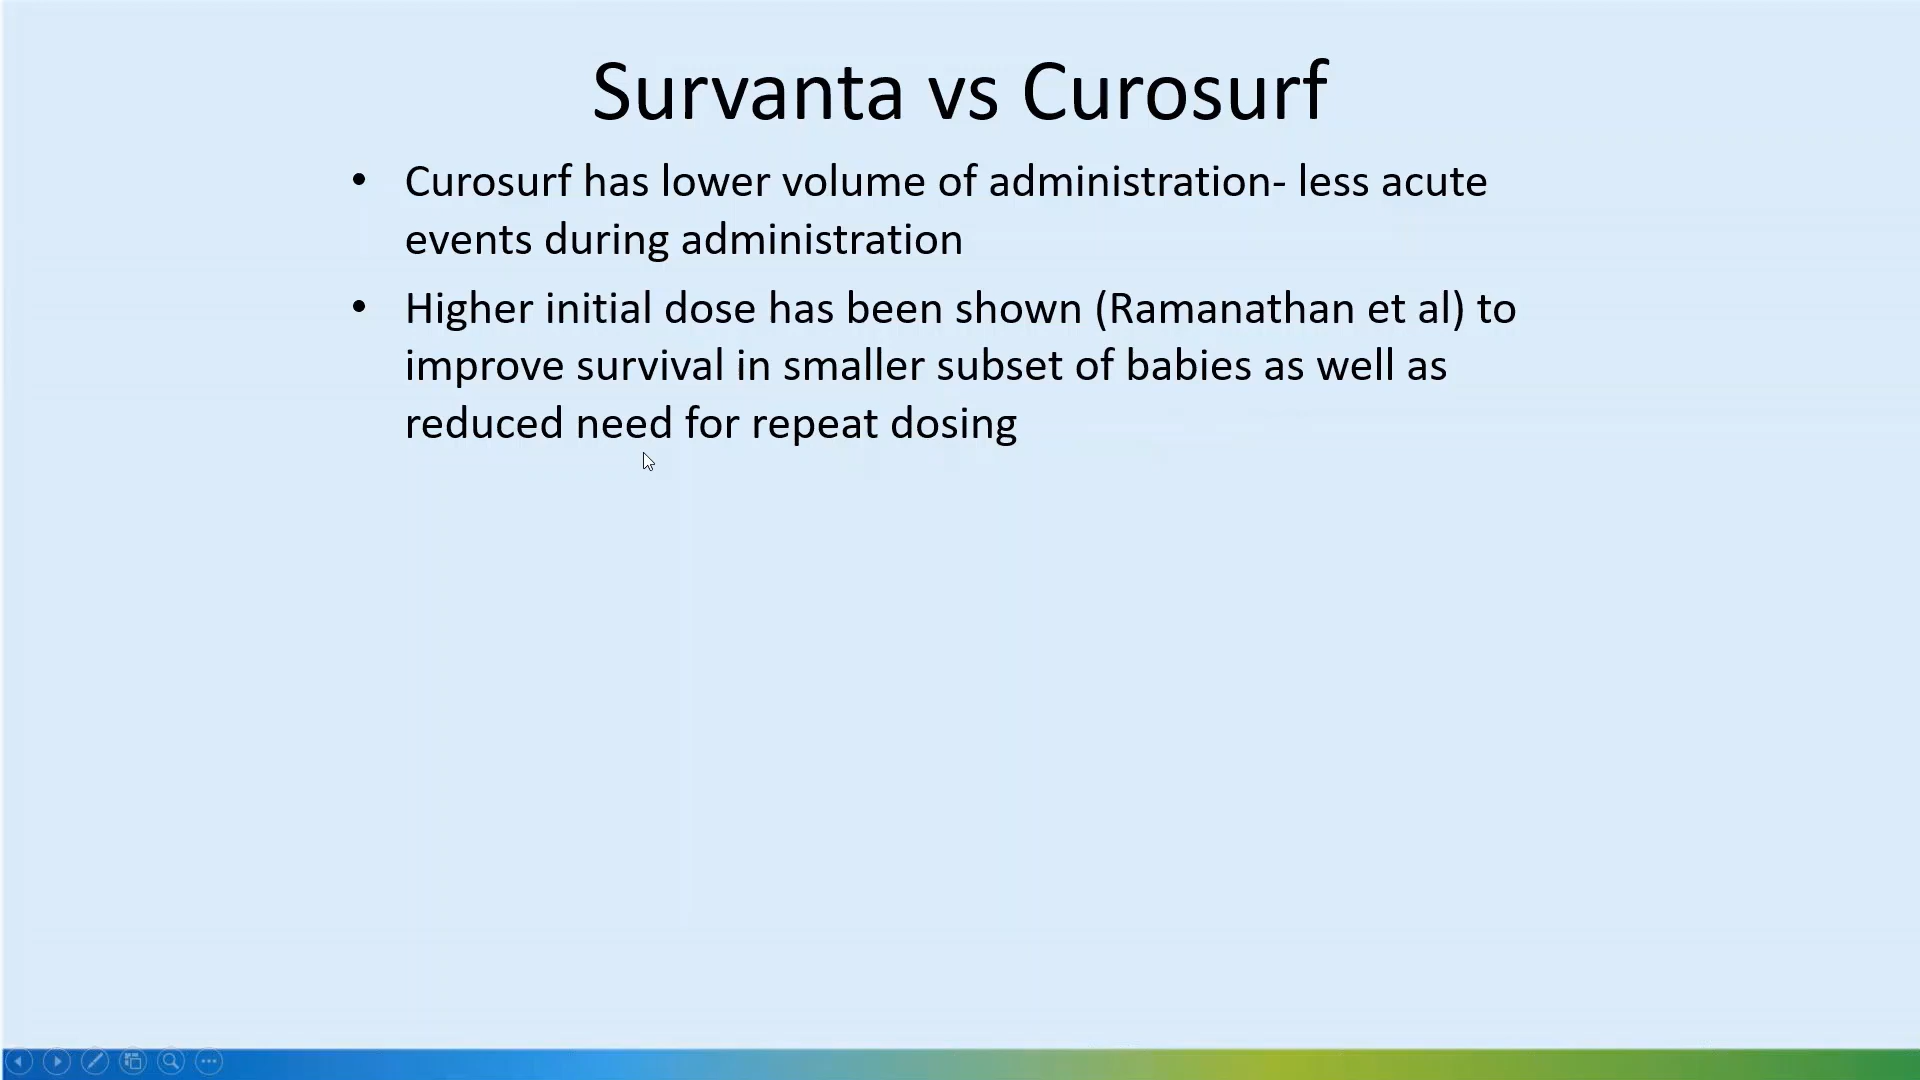 Survanta vs Curosurf
• Curosurf has lower volume of administration- less acute
events during administration
• Higher initial dose has been shown (Ramanathan et al) to
improve survival in smaller subset of babies as well as
reduced need for repeat dosing